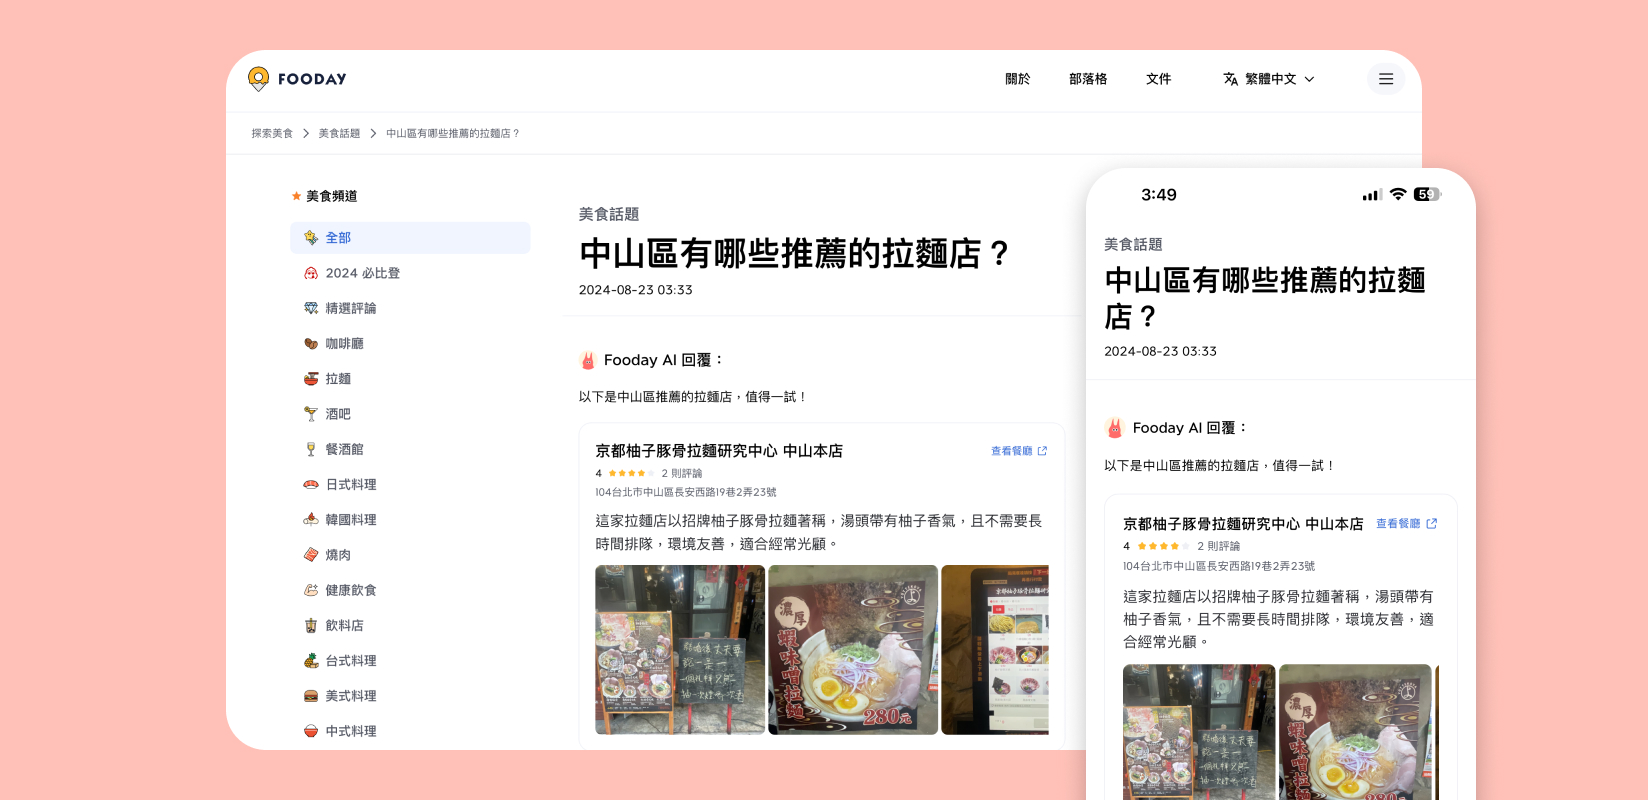 FOODAY
關於
部落格
文件
繁體中文
探索美食 > 美食話題 > 中山區有哪些推薦的拉麵店？
美食頻道
全部
2024 必比登
精選評論
咖啡廳
拉麵
酒吧
餐酒館
日式料理
韓國料理
燒肉
健康飲食
飲料店
台式料理
美式料理
中式料理
美食話題
中山區有哪些推薦的拉麵店？
2024-08-23 03:33
Fooday AI 回覆：
以下是中山區推薦的拉麵店，值得一試！
京都柚子豚骨拉麵研究中心 中山本店
查看餐廳
4
2 則評論
104台北市中山區長安西路19巷2弄23號
這家拉麵店以招牌柚子豚骨拉麵著稱，湯頭帶有柚子香氣，且不需要長
時間排隊，環境友善，適合經常光顧。
濃厚
蝦味噌拉麵
280元
3:49
59
美食話題
中山區有哪些推薦的拉麵
店？
2024-08-23 03:33
Fooday AI 回覆：
以下是中山區推薦的拉麵店，值得一試！
京都柚子豚骨拉麵研究中心 中山本店
查看餐廳
4
2 則評論
104台北市中山區長安西路19巷2弄23號
這家拉麵店以招牌柚子豚骨拉麵著稱，湯頭帶有
柚子香氣，且不需要長時間排隊，環境友善，適
合經常光顧。
濃厚
蝦味噌拉麵